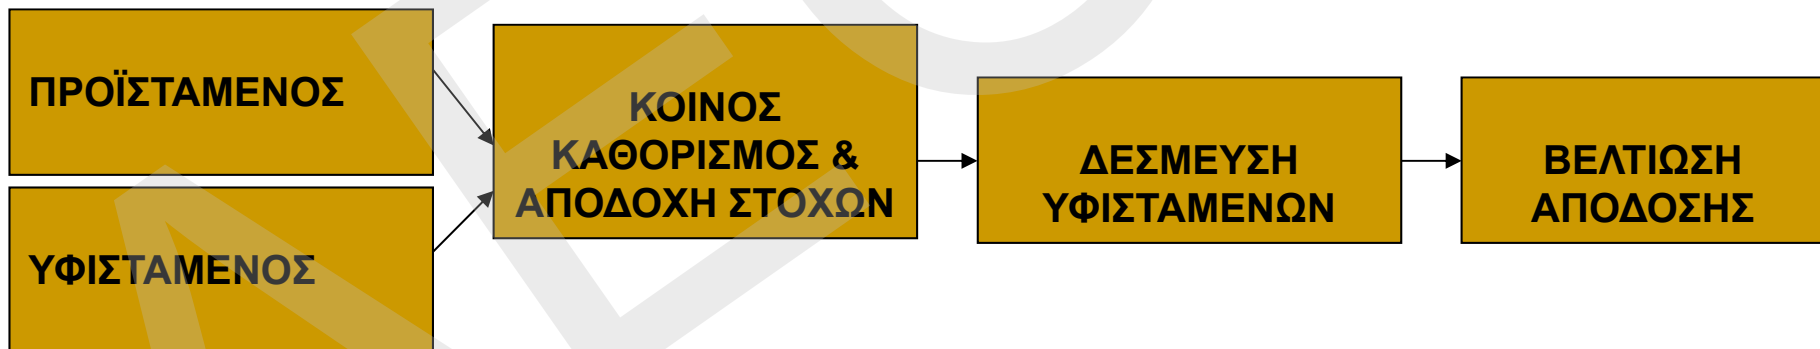 ΠΡΟΪΣΤΑΜΕΝΟΣ
ΥΦΙΣΤΑΜΕΝΟΣ
ΚΟΙΝΟΣ
ΚΑΘΟΡΙΣΜΟΣ &
ΑΠΟΔΟΧΗ ΣΤΟΧΩΝ
ΔΕΣΜΕΥΣΗ
ΥΦΙΣΤΑΜΕΝΩΝ
ΒΕΛΤΙΩΣΗ
ΑΠΟΔΟΣΗΣ